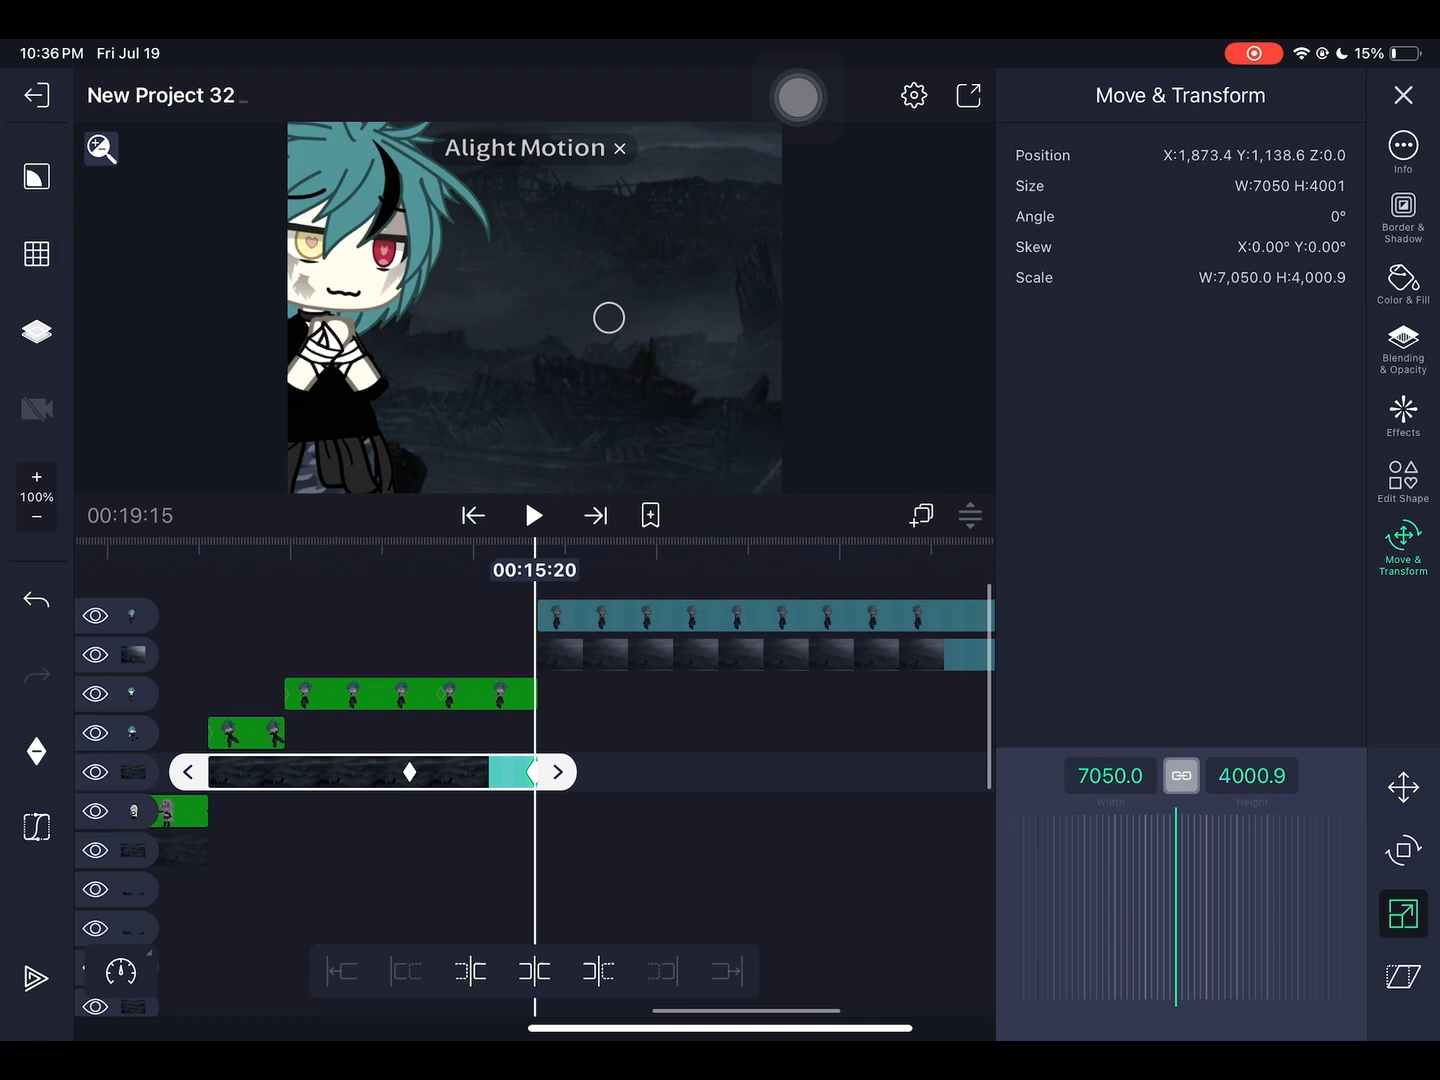 10:36 PM Fri Jul 19
15%
New Project 32
Move & Transform
Alight Motion ×
Position X:1,873.4 Y:1,138.6 Z:0.0
Size W:7050 H:4001
Angle 0°
Skew X:0.00° Y:0.00°
Scale W:7,050.0 H:4,000.9
Info
Border & Shadow
Color & Fill
Blending & Opacity
Effects
Edit Shape
Move & Transform
+
100%
−
00:19:15
00:15:20
7050.0 4000.9
Width Height